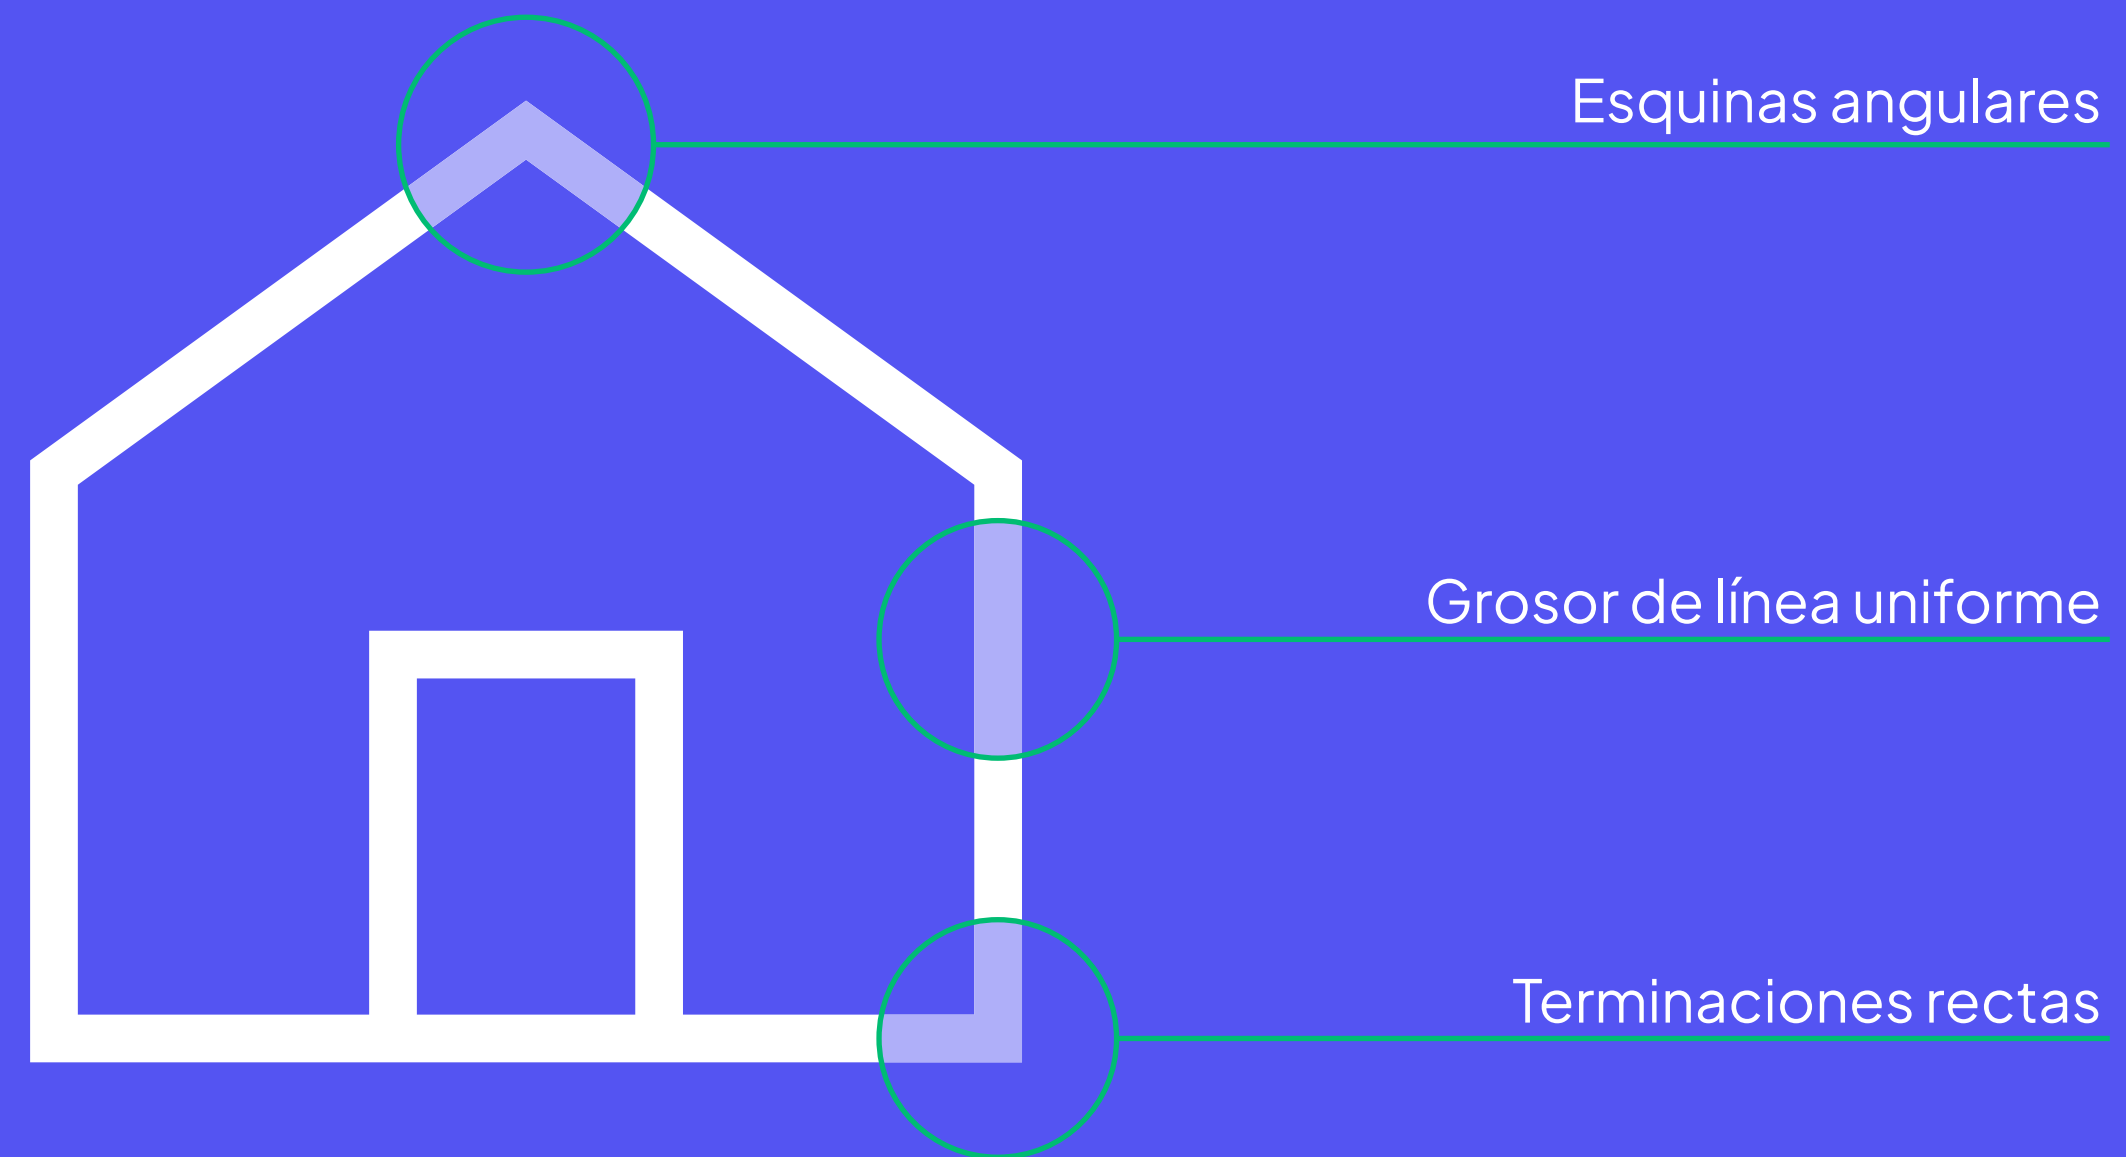 Esquinas angulares
Grosor de línea uniforme
Terminaciones rectas